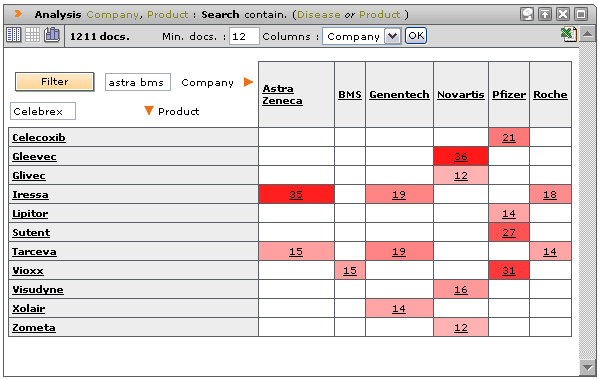 Analysis Company, Product : Search contain. (Disease or Product )
1211 docs. Min. docs. : 12 Columns : Company OK
Filter astra bms Company
Celebrex Product
Astra Zeneca BMS Genentech Novartis Pfizer Roche
Celecoxib 21
Gleevec 36
Glivec 12
Iressa 35 19 18
Lipitor 14
Sutent 27
Tarceva 15 19 14
Vioxx 15 31
Visudyne 16
Xolair 14
Zometa 12